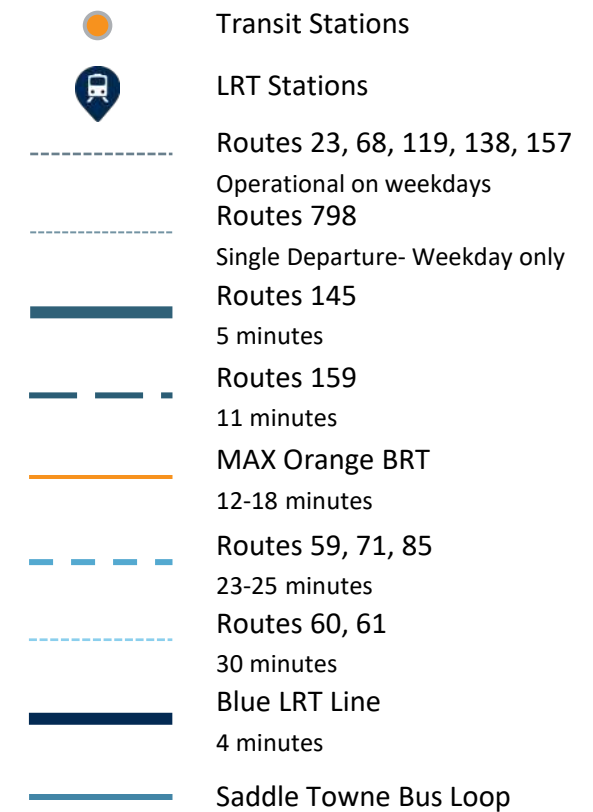 Transit Stations
LRT Stations
Routes 23, 68, 119, 138, 157
Operational on weekdays
Routes 798
Single Departure- Weekday only
Routes 145
5 minutes
Routes 159
11 minutes
MAX Orange BRT
12-18 minutes
Routes 59, 71, 85
23-25 minutes
Routes 60, 61
30 minutes
Blue LRT Line
4 minutes
Saddle Towne Bus Loop